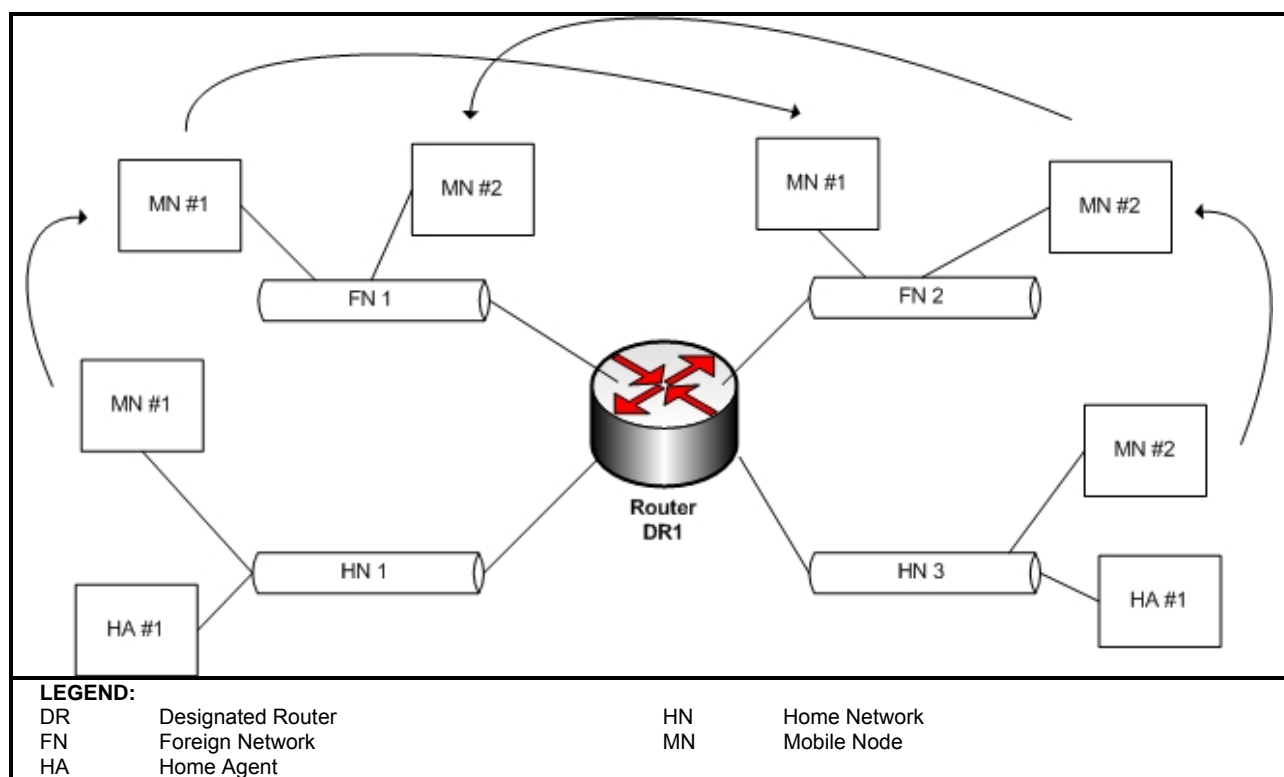 MN #1
MN #2
MN #1
MN #2
FN 1
FN 2
MN #1
MN #2
Router
DR1
HN 1
HN 3
HA #1
HA #1
LEGEND:
DR Designated Router HN Home Network
FN Foreign Network MN Mobile Node
HA Home Agent